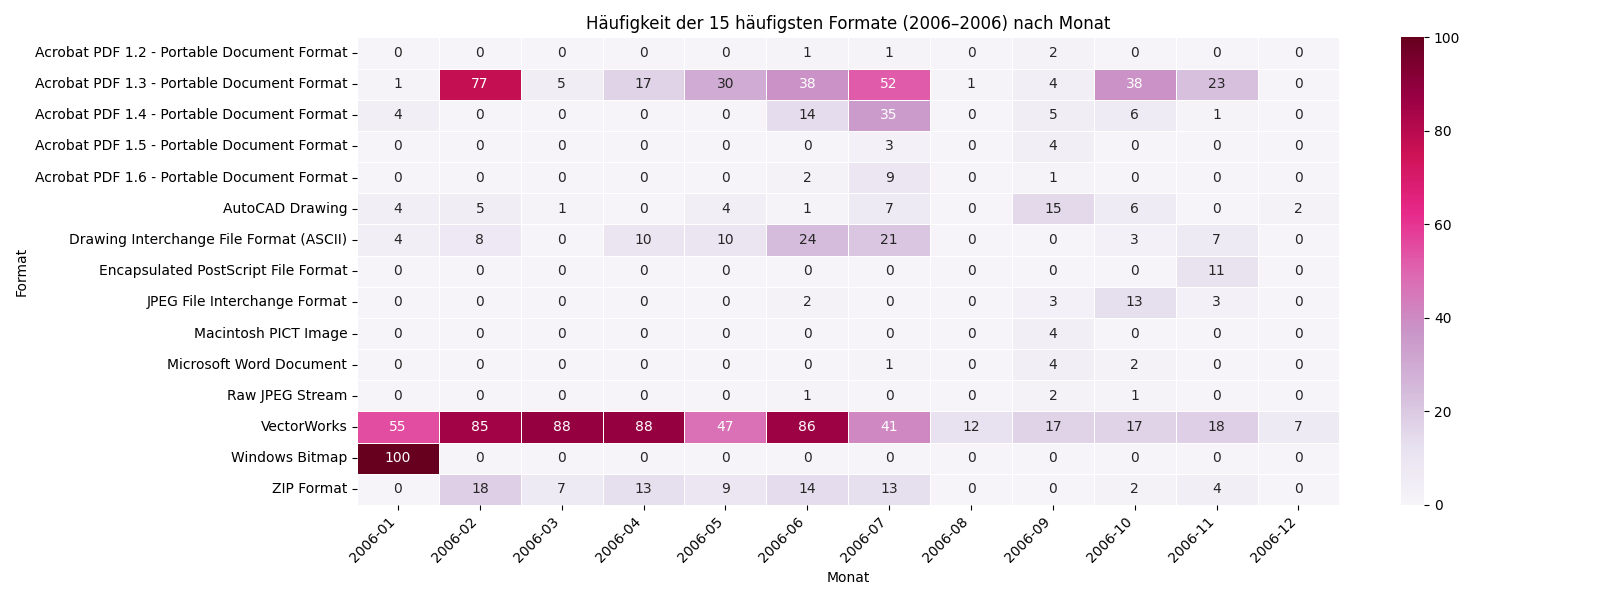 Häufigkeit der 15 häufigsten Formate (2006–2006) nach Monat
Format
Acrobat PDF 1.2 - Portable Document Format 0 0 0 0 0 1 1 0 2 0 0 0
Acrobat PDF 1.3 - Portable Document Format 1 77 5 17 30 38 52 1 4 38 23 0
Acrobat PDF 1.4 - Portable Document Format 4 0 0 0 0 14 35 0 5 6 1 0
Acrobat PDF 1.5 - Portable Document Format 0 0 0 0 0 0 3 0 4 0 0 0
Acrobat PDF 1.6 - Portable Document Format 0 0 0 0 0 2 9 0 1 0 0 0
AutoCAD Drawing 4 5 1 0 4 1 7 0 15 6 0 2
Drawing Interchange File Format (ASCII) 4 8 0 10 10 24 21 0 0 3 7 0
Encapsulated PostScript File Format 0 0 0 0 0 0 0 0 0 0 11 0
JPEG File Interchange Format 0 0 0 0 0 2 0 0 3 13 3 0
Macintosh PICT Image 0 0 0 0 0 0 0 0 4 0 0 0
Microsoft Word Document 0 0 0 0 0 0 1 0 4 2 0 0
Raw JPEG Stream 0 0 0 0 0 1 0 0 2 1 0 0
VectorWorks 55 85 88 88 47 86 41 12 17 17 18 7
Windows Bitmap 100 0 0 0 0 0 0 0 0 0 0 0
ZIP Format 0 18 7 13 9 14 13 0 0 2 4 0
2006-01 2006-02 2006-03 2006-04 2006-05 2006-06 2006-07 2006-08 2006-09 2006-10 2006-11 2006-12
Monat
100
80
60
40
20
0